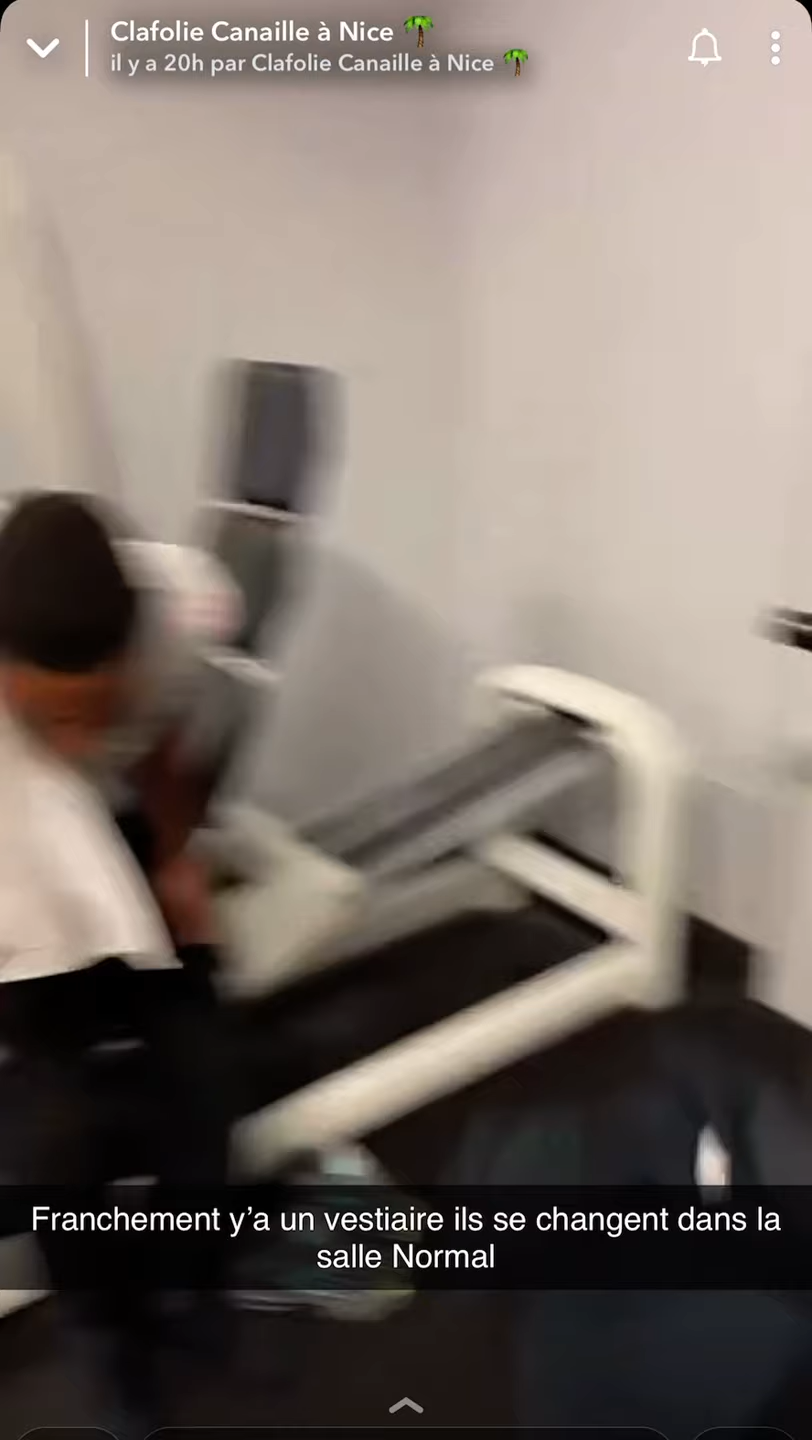 Clafolie Canaille à Nice 🌴
il y a 20h par Clafolie Canaille à Nice 🌴
Franchement y’a un vestiaire ils se changent dans la
salle Normal